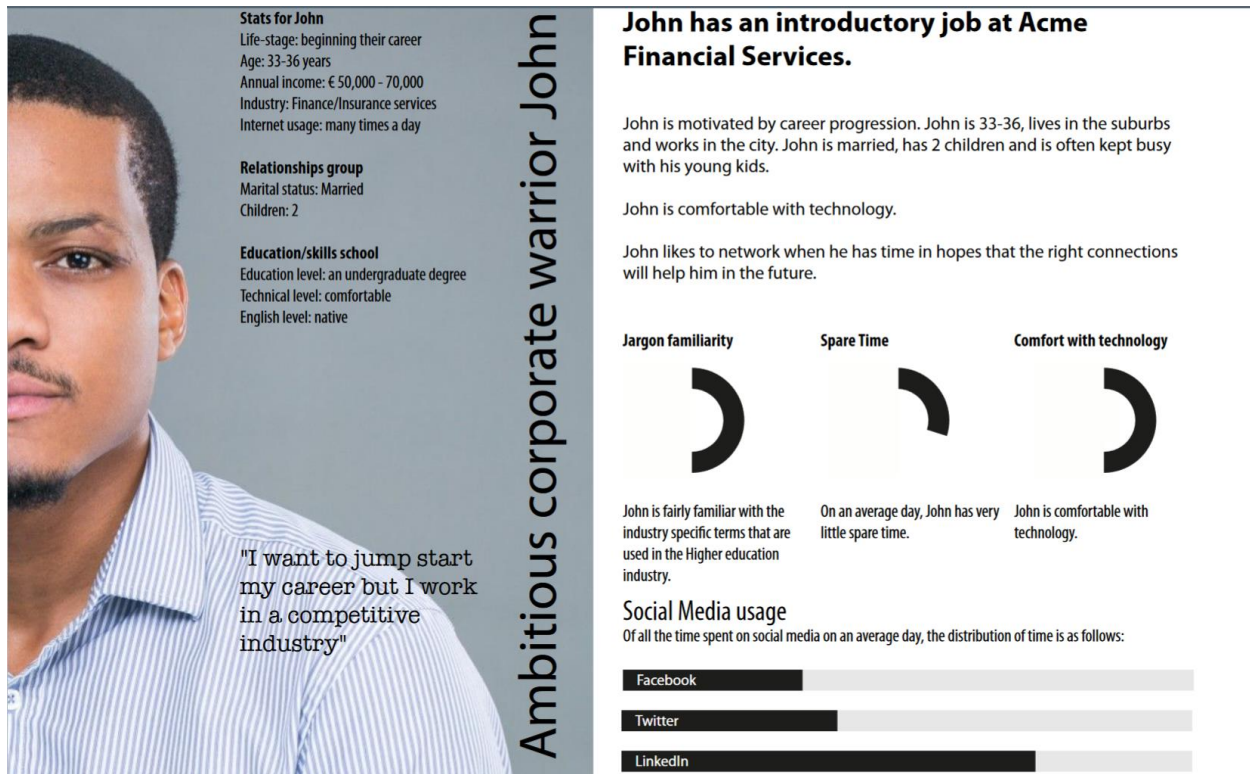 Stats for John
Life-stage: beginning their career
Age: 33-36 years
Annual income: € 50,000 - 70,000
Industry: Finance/Insurance services
Internet usage: many times a day
Relationships group
Marital status: Married
Children: 2
Education/skills school
Education level: an undergraduate degree
Technical level: comfortable
English level: native
"I want to jump start
my career but I work
in a competitive
industry"
Ambitious corporate warrior John
John has an introductory job at Acme
Financial Services.
John is motivated by career progression. John is 33-36, lives in the suburbs
and works in the city. John is married, has 2 children and is often kept busy
with his young kids.
John is comfortable with technology.
John likes to network when he has time in hopes that the right connections
will help him in the future.
Jargon familiarity
John is fairly familiar with the
industry specific terms that are
used in the Higher education
industry.
Spare Time
On an average day, John has very
little spare time.
Comfort with technology
John is comfortable with
technology.
Social Media usage
Of all the time spent on social media on an average day, the distribution of time is as follows:
Facebook
Twitter
LinkedIn